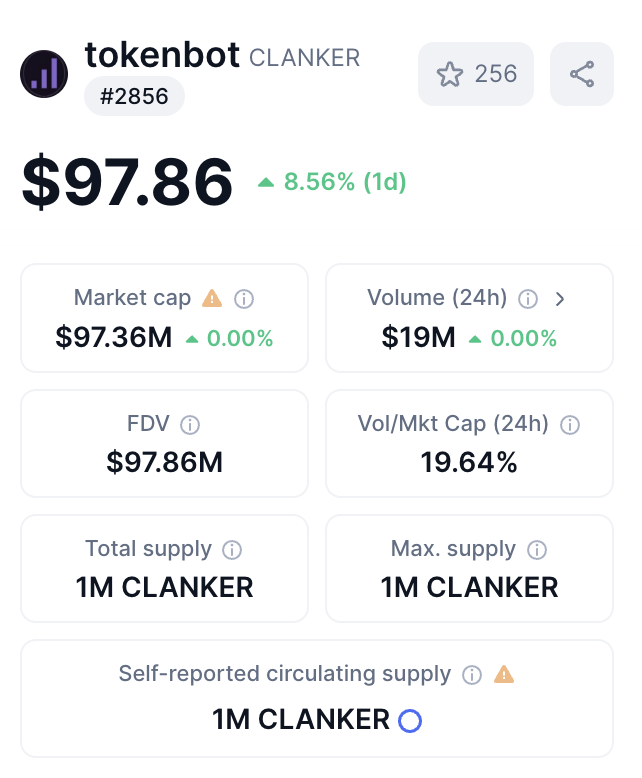 tokenbot CLANKER
#2856
256
$97.86 8.56% (1d)
Market cap
$97.36M 0.00%
Volume (24h)
$19M 0.00%
FDV
$97.86M
Vol/Mkt Cap (24h)
19.64%
Total supply
1M CLANKER
Max. supply
1M CLANKER
Self-reported circulating supply
1M CLANKER